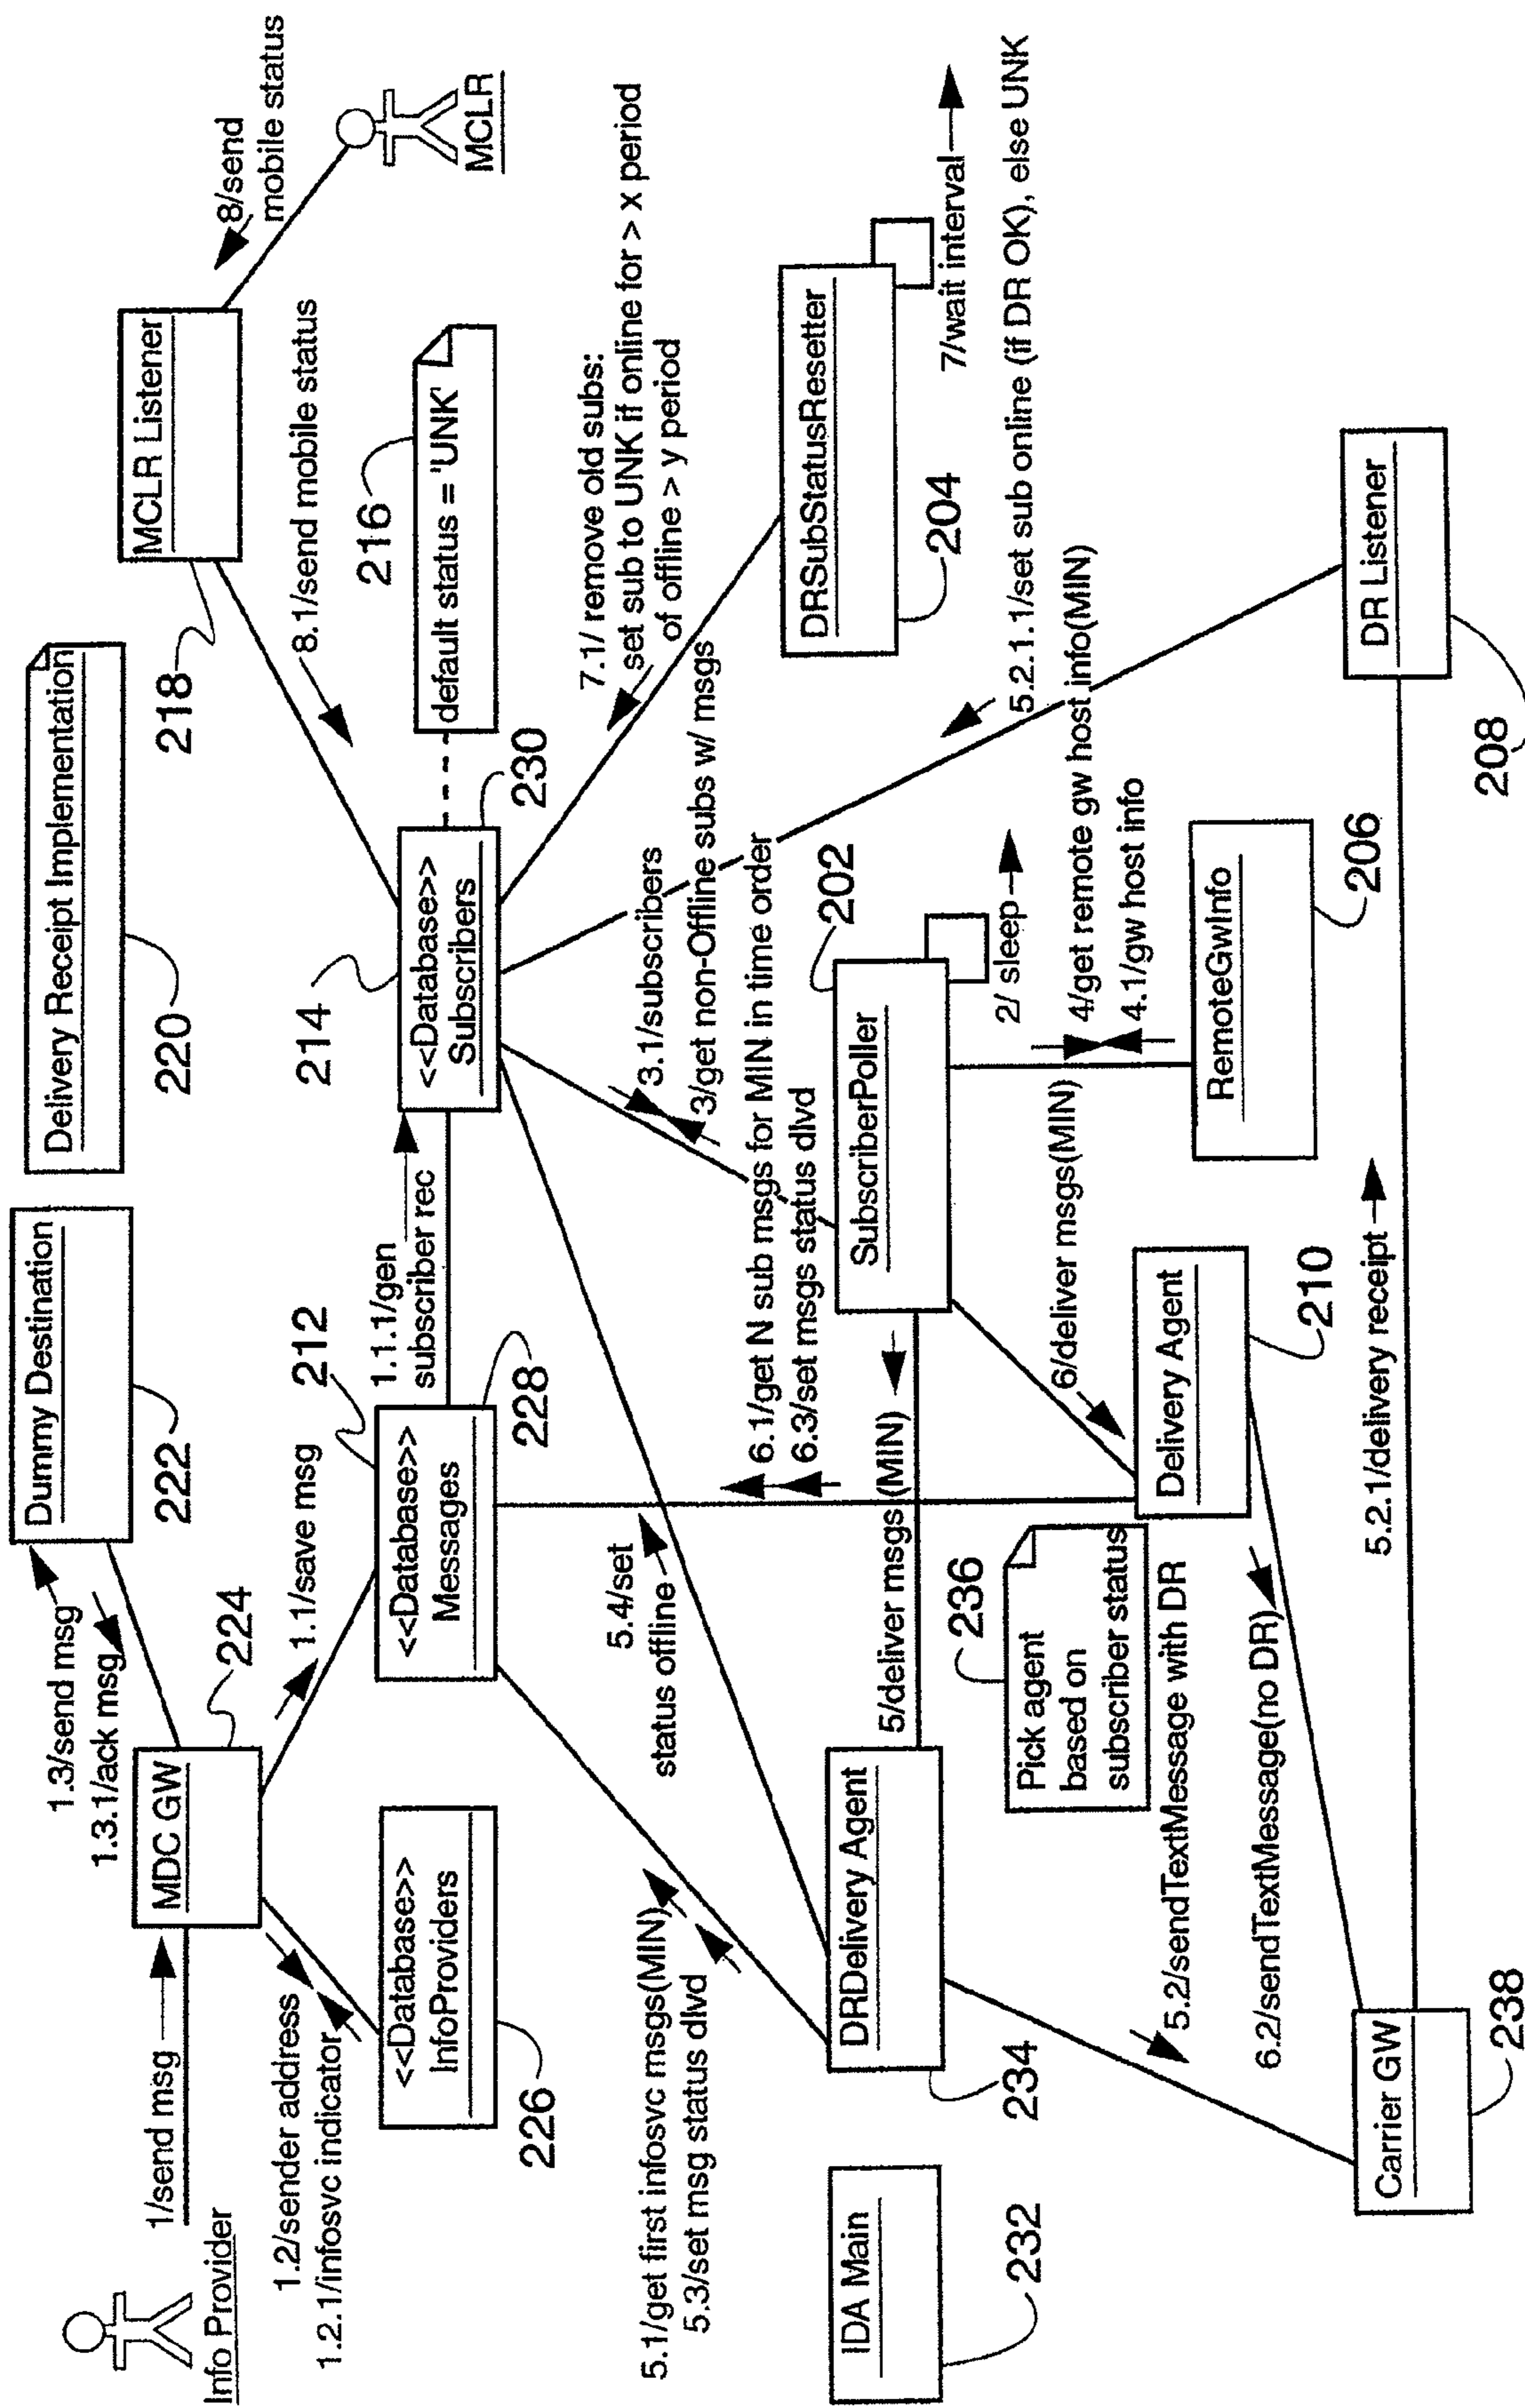 Info Provider
1/send msg
MDC GW
224
1.3/send msg
1.3.1/ack msg
Dummy Destination
222
Delivery Receipt Implementation
220
MCLR Listener
218
8/send
mobile status
MCLR
1.2/sender address
1.2.1/infosvc indicator
1.1/save msg
<<Database>>
InfoProviders
226
<<Database>>
Messages
212
228
1.1.1/gen
subscriber rec
<<Database>>
Subscribers
214
230
8.1/send mobile status
default status = 'UNK'
216
7.1/ remove old subs:
set sub to UNK if online for > x period
of offline > y period
5.1/get first infosvc msgs(MIN)
5.3/set msg status dlvd
5.4/set
status offline
3.1/subscribers
3/get non-Offline subs w/ msgs
6.1/get N sub msgs for MIN in time order
6.3/set msgs status dlvd
DRSubStatusResetter
204
7/wait interval
IDA Main
232
DRDelivery Agent
234
5/deliver msgs (MIN)
SubscriberPoller
202
2/ sleep
5.2.1.1/set sub online (if DR OK), else UNK
4/get remote gw host info(MIN)
4.1/gw host info
236
Pick agent
based on
subscriber status
6/deliver msgs(MIN)
Delivery Agent
210
RemoteGwInfo
206
5.2/sendTextMessage with DR
6.2/sendTextMessage(no DR)
Carrier GW
238
5.2.1/delivery receipt
DR Listener
208